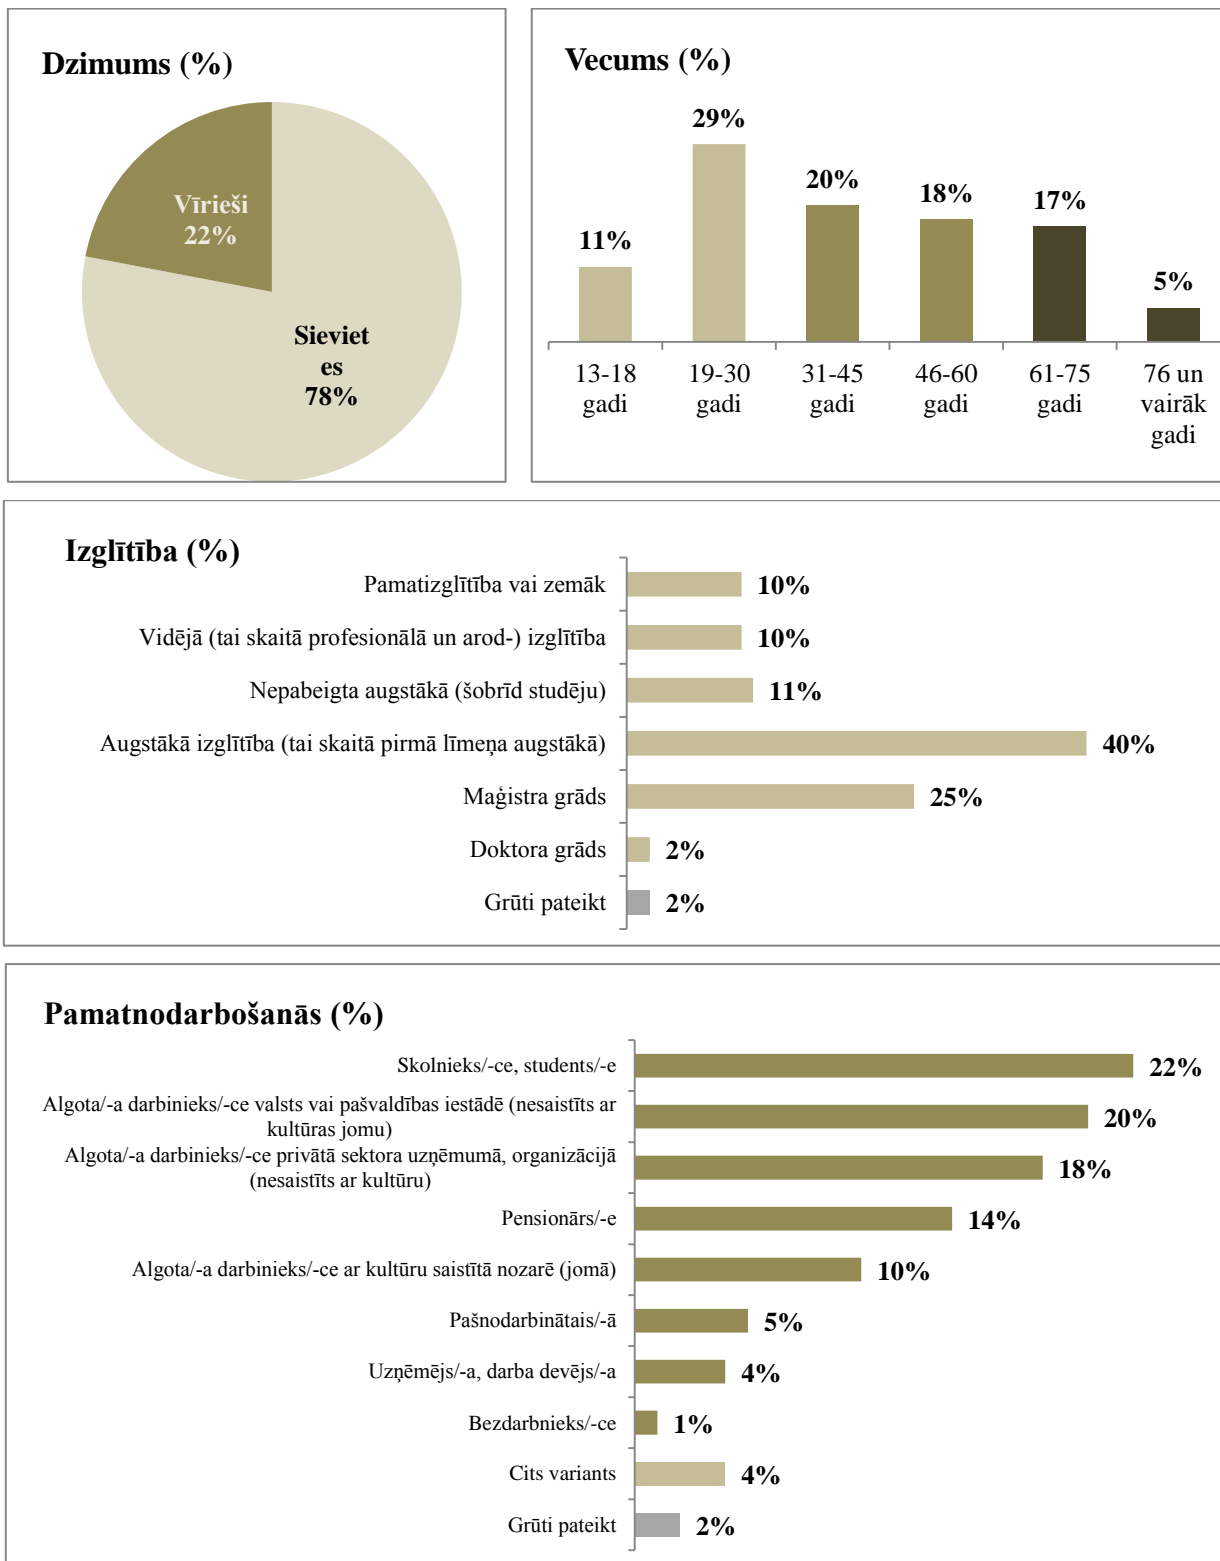 Dzimums (%)
Vīrieši
22%
Sieviet
es
78%
Vecums (%)
11%
29%
20%
18%
17%
5%
13-18
gadi
19-30
gadi
31-45
gadi
46-60
gadi
61-75
gadi
76 un
vairāk
gadi
Izglītība (%)
Pamatizglītība vai zemāk 10%
Vidējā (tai skaitā profesionālā un arod-) izglītība 10%
Nepabeigta augstākā (šobrīd studēju) 11%
Augstākā izglītība (tai skaitā pirmā līmeņa augstākā) 40%
Maģistra grāds 25%
Doktora grāds 2%
Grūti pateikt 2%
Pamatnodarbošanās (%)
Skolnieks/-ce, students/-e 22%
Algota/-a darbinieks/-ce valsts vai pašvaldības iestādē (nesaistīts ar
kultūras jomu) 20%
Algota/-a darbinieks/-ce privātā sektora uzņēmumā, organizācijā
(nesaistīts ar kultūru) 18%
Pensionārs/-e 14%
Algota/-a darbinieks/-ce ar kultūru saistītā nozarē (jomā) 10%
Pašnodarbinātais/-ā 5%
Uzņēmējs/-a, darba devējs/-a 4%
Bezdarbnieks/-ce 1%
Cits variants 4%
Grūti pateikt 2%